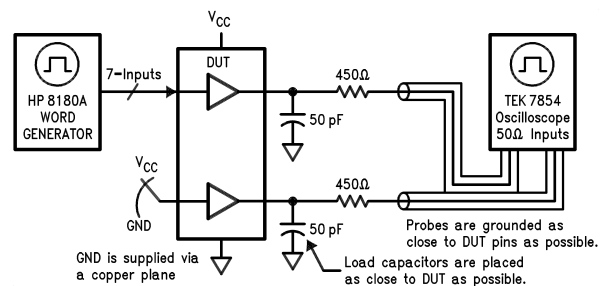 VCC
DUT
7-Inputs
HP 8180A
WORD
GENERATOR
450Ω
50 pF
TEK 7854
Oscilloscope
50Ω Inputs
VCC
GND
450Ω
50 pF
GND is supplied via
a copper plane
Probes are grounded as
close to DUT pins as possible.
Load capacitors are placed
as close to DUT as possible.